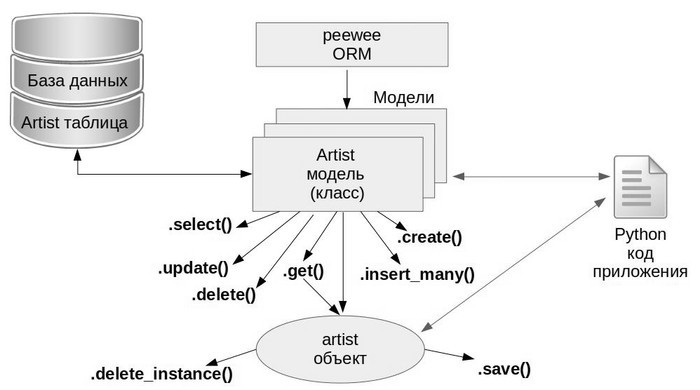 peewee
ORM
База данных
Artist таблица
Модели
Artist
модель
(класс)
Python
код
приложения
.select()
.update()
.delete()
.get()
.create()
.insert_many()
artist
объект
.delete_instance()
.save()